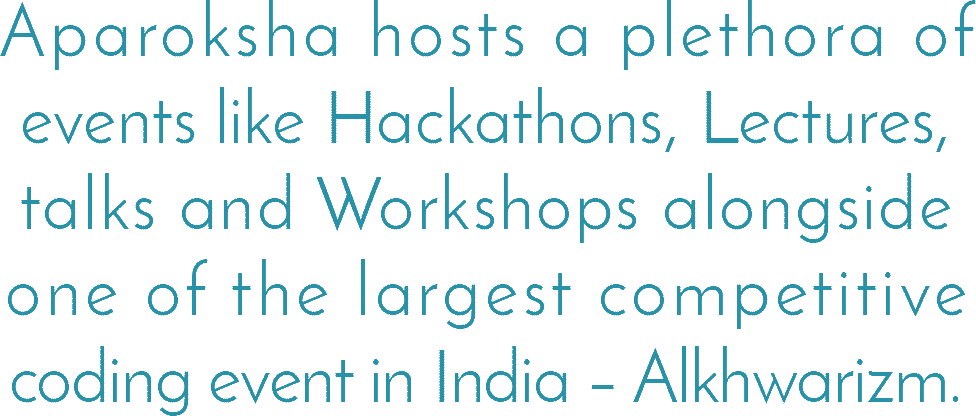 Aparoksha hosts a plethora of
events like Hackathons, Lectures,
talks and Workshops alongside
one of the largest competitive
coding event in India – Alkhwarizm.